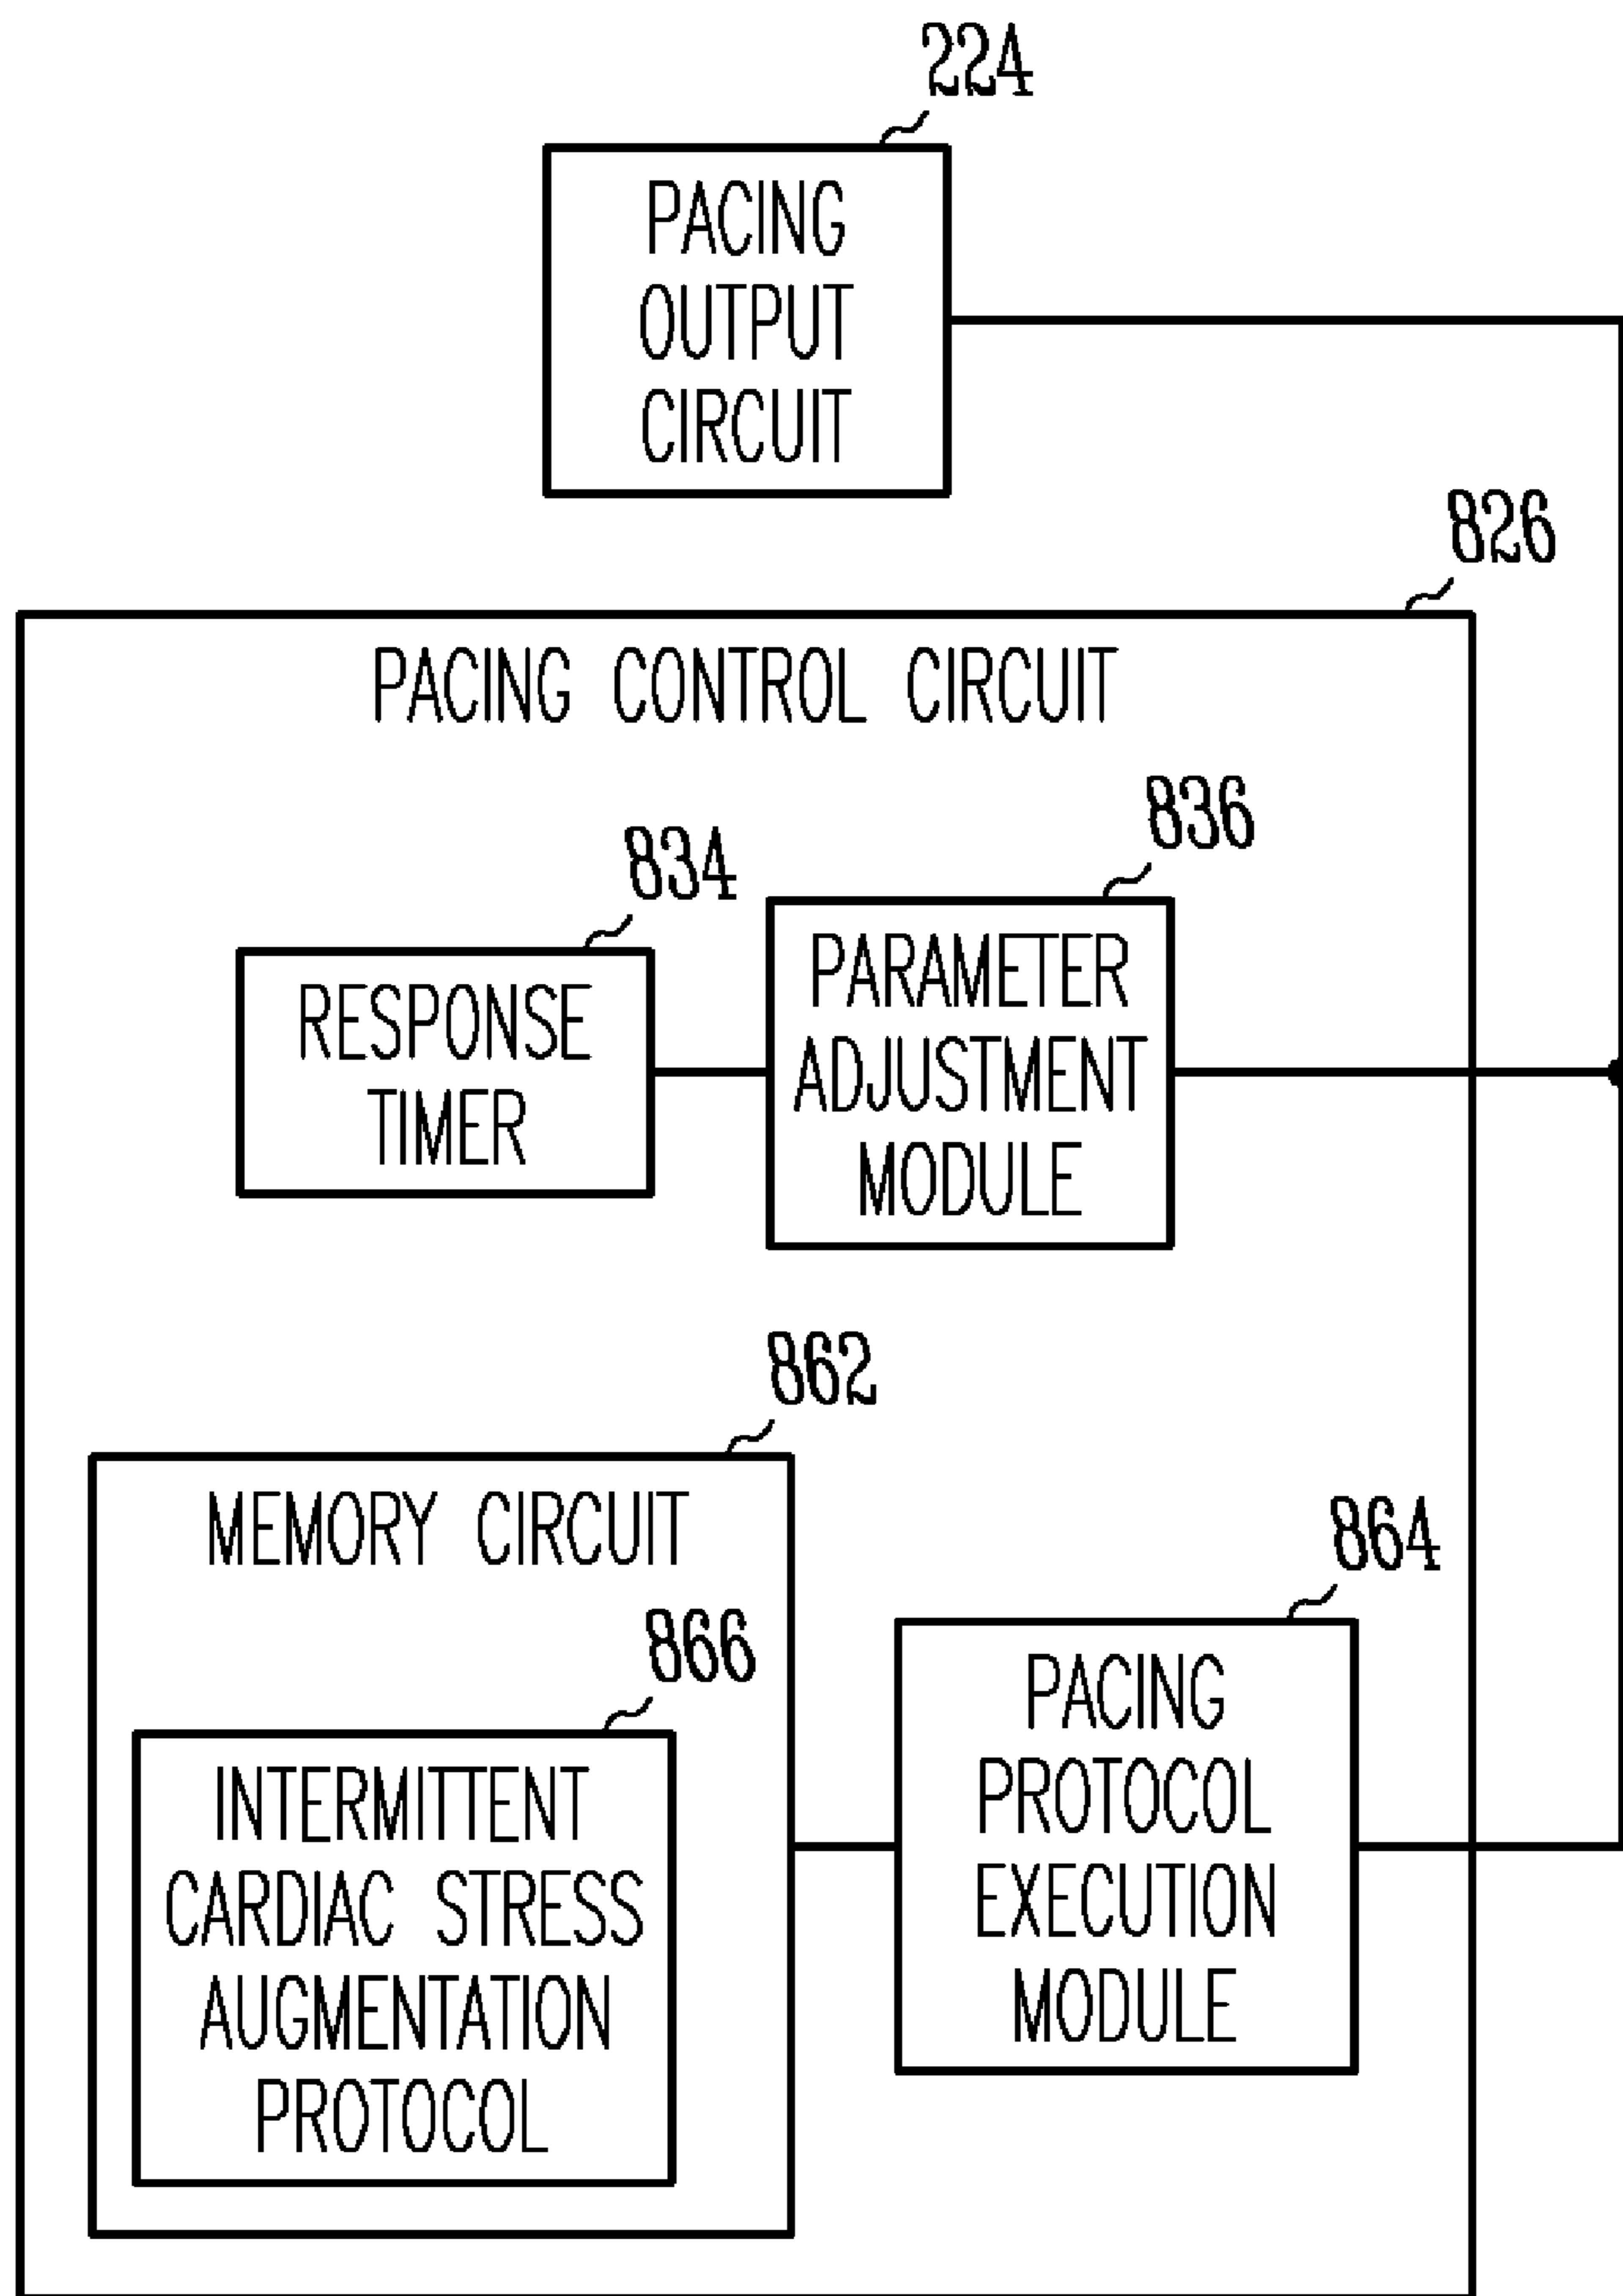 224
PACING
OUTPUT
CIRCUIT
826
PACING CONTROL CIRCUIT
834
RESPONSE
TIMER
836
PARAMETER
ADJUSTMENT
MODULE
862
MEMORY CIRCUIT
866
INTERMITTENT
CARDIAC STRESS
AUGMENTATION
PROTOCOL
864
PACING
PROTOCOL
EXECUTION
MODULE